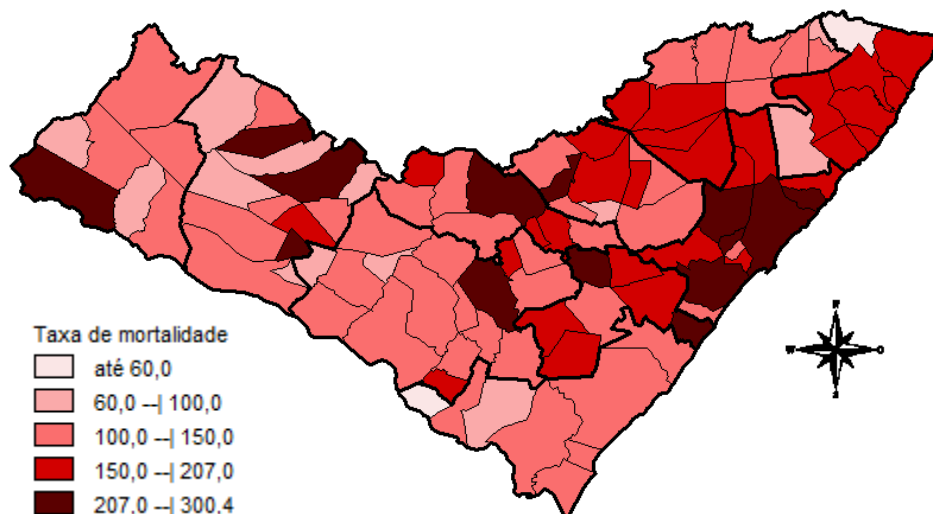 N
W
O
S
Taxa de mortalidade
até 60,0
60,0 --| 100,0
100,0 --| 150,0
150,0 --| 207,0
207,0 --| 300,4